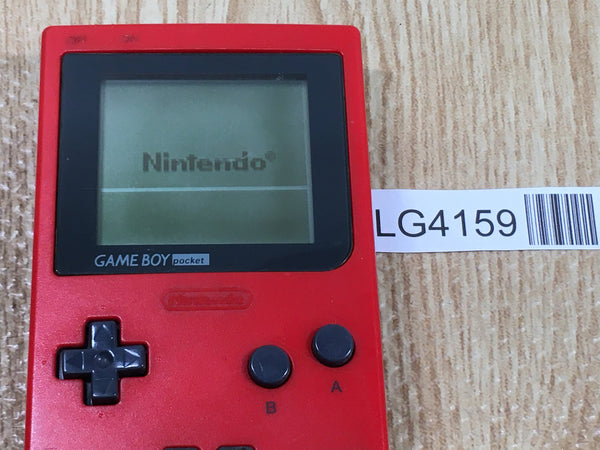 Nintendo®
LG4159
GAME BOY pocket
Nintendo
B
A